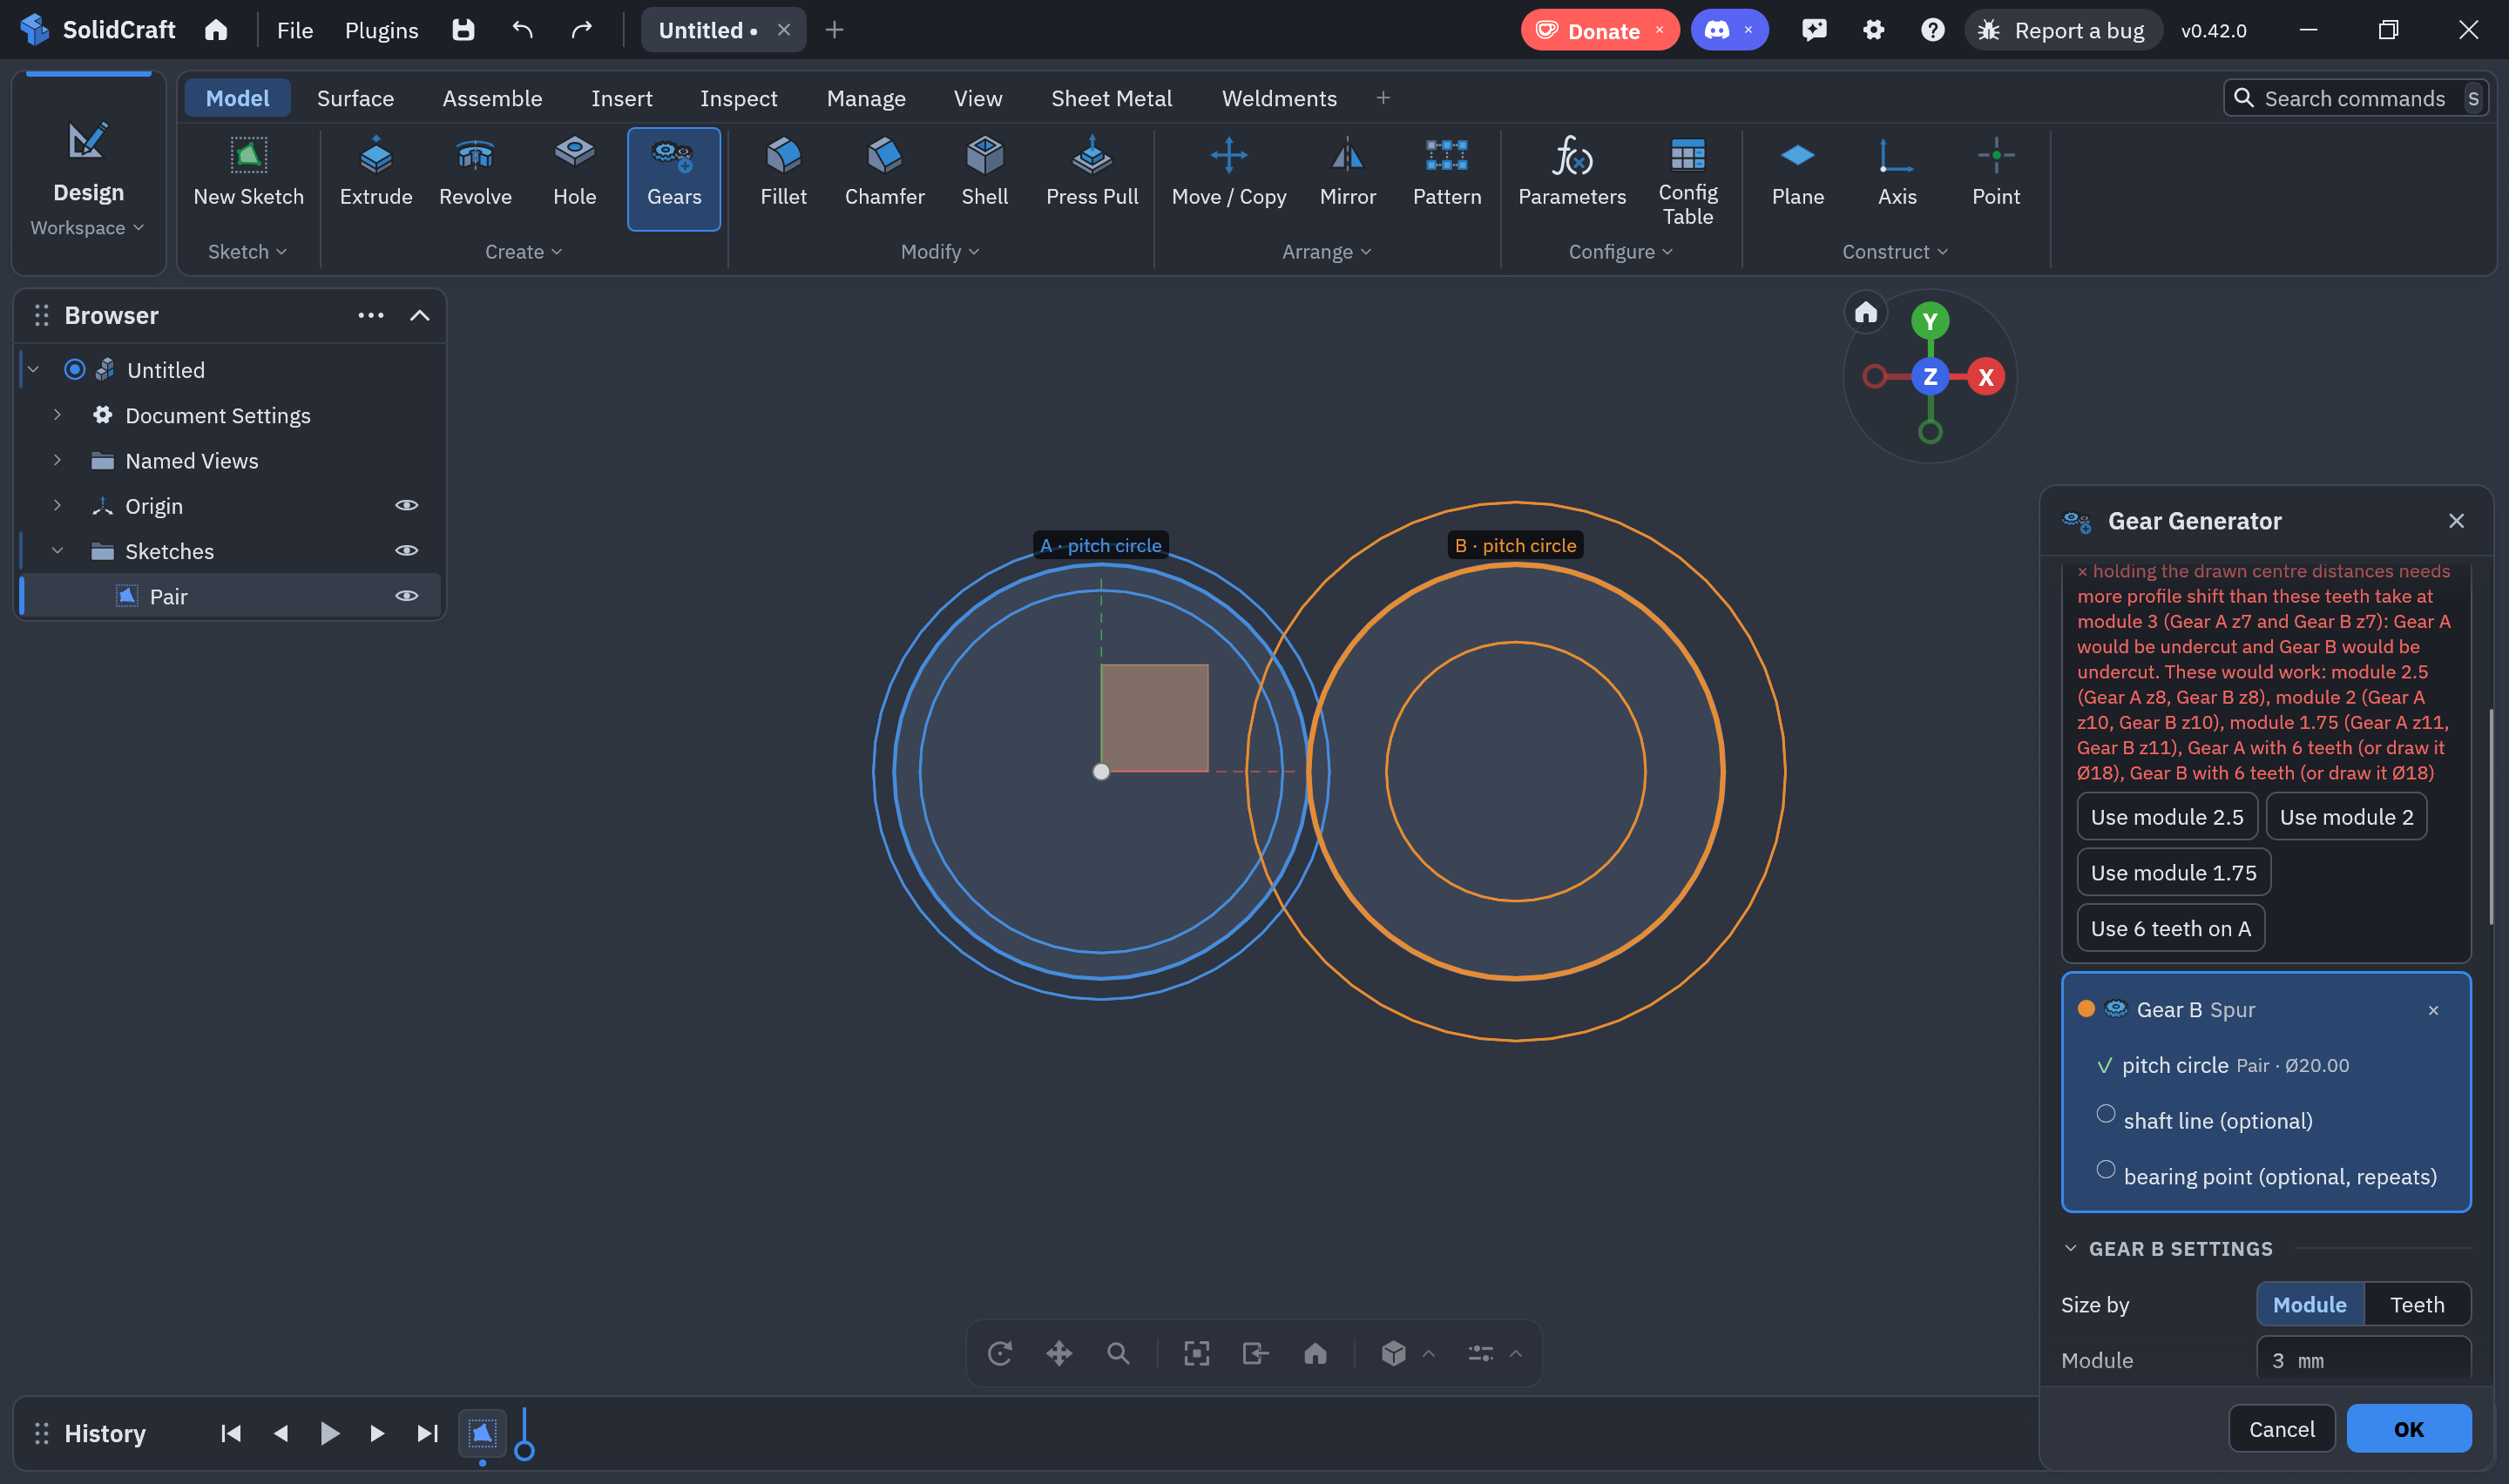 SolidCraft
File
Plugins
Untitled •
Donate
Report a bug
v0.42.0
Design
Workspace
Model
Surface
Assemble
Insert
Inspect
Manage
View
Sheet Metal
Weldments
Search commands
S
New Sketch
Extrude
Revolve
Hole
Gears
Fillet
Chamfer
Shell
Press Pull
Move / Copy
Mirror
Pattern
Parameters
Config
Table
Plane
Axis
Point
Sketch
Create
Modify
Arrange
Configure
Construct
Browser
Untitled
Document Settings
Named Views
Origin
Sketches
Pair
Y
Z
X
A · pitch circle
B · pitch circle
Gear Generator
× holding the drawn centre distances needs
more profile shift than these teeth take at
module 3 (Gear A z7 and Gear B z7): Gear A
would be undercut and Gear B would be
undercut. These would work: module 2.5
(Gear A z8, Gear B z8), module 2 (Gear A
z10, Gear B z10), module 1.75 (Gear A z11,
Gear B z11), Gear A with 6 teeth (or draw it
Ø18), Gear B with 6 teeth (or draw it Ø18)
Use module 2.5
Use module 2
Use module 1.75
Use 6 teeth on A
Gear B Spur
pitch circle Pair · Ø20.00
shaft line (optional)
bearing point (optional, repeats)
GEAR B SETTINGS
Size by
Module
Teeth
Module
3 mm
Cancel
OK
History